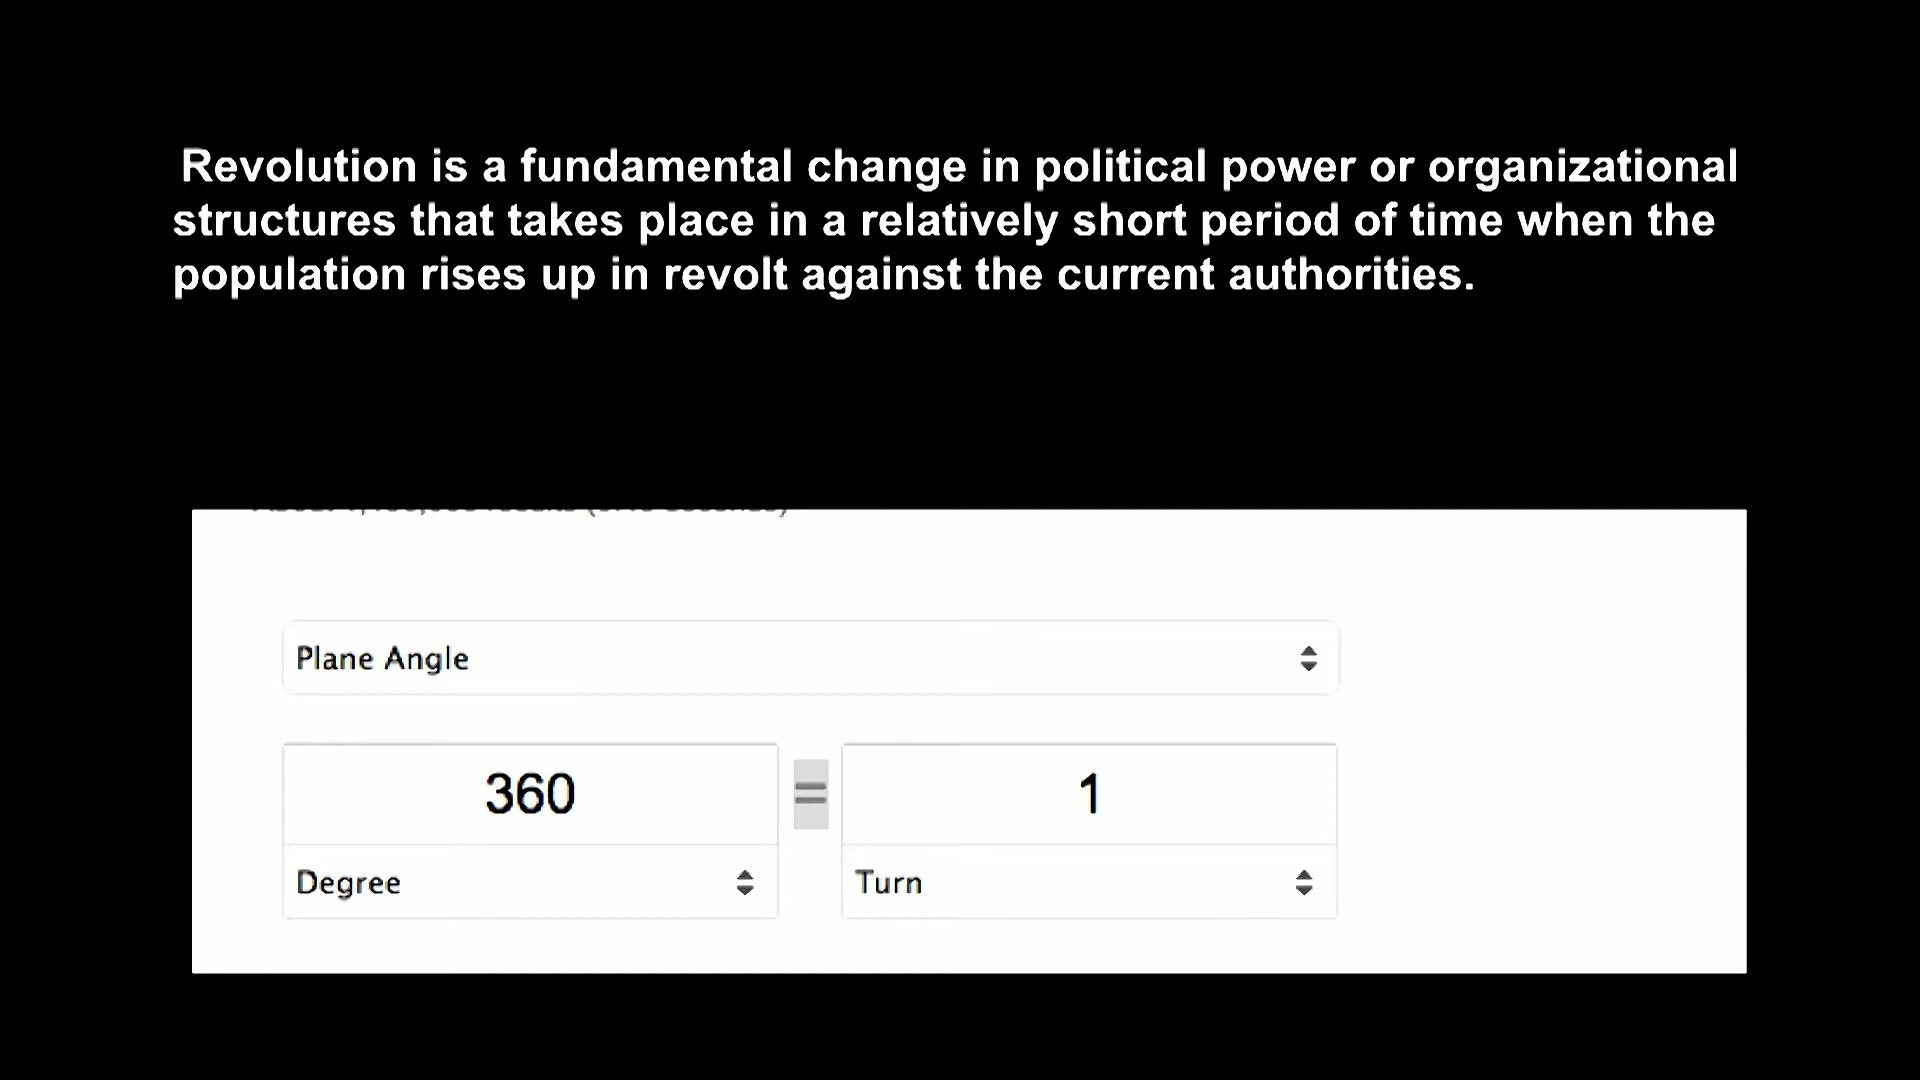 Revolution is a fundamental change in political power or organizational
structures that takes place in a relatively short period of time when the
population rises up in revolt against the current authorities.
Plane Angle
360 = 1
Degree Turn